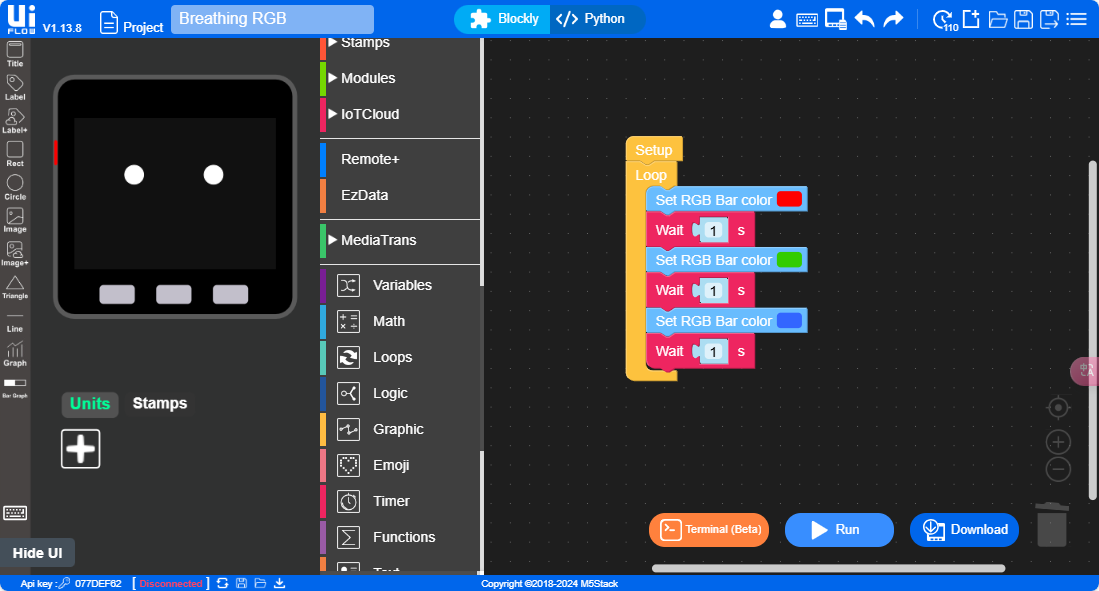 Ui
FLOW
V1.13.8
Project
Breathing RGB
Blockly
</> Python
110
Title
Label
Label+
Rect
Circle
Image
Image+
Triangle
Line
Graph
Bar Graph
Units
Stamps
Hide UI
Stamps
Modules
IoTCloud
Remote+
EzData
MediaTrans
Variables
Math
Loops
Logic
Graphic
Emoji
Timer
Functions
Text
Setup
Loop
Set RGB Bar color
Wait 1 s
Set RGB Bar color
Wait 1 s
Set RGB Bar color
Wait 1 s
中A
Terminal (Beta)
Run
Download
Api key : 077DEF62 [ Disconnected ]
Copyright ©2018-2024 M5Stack